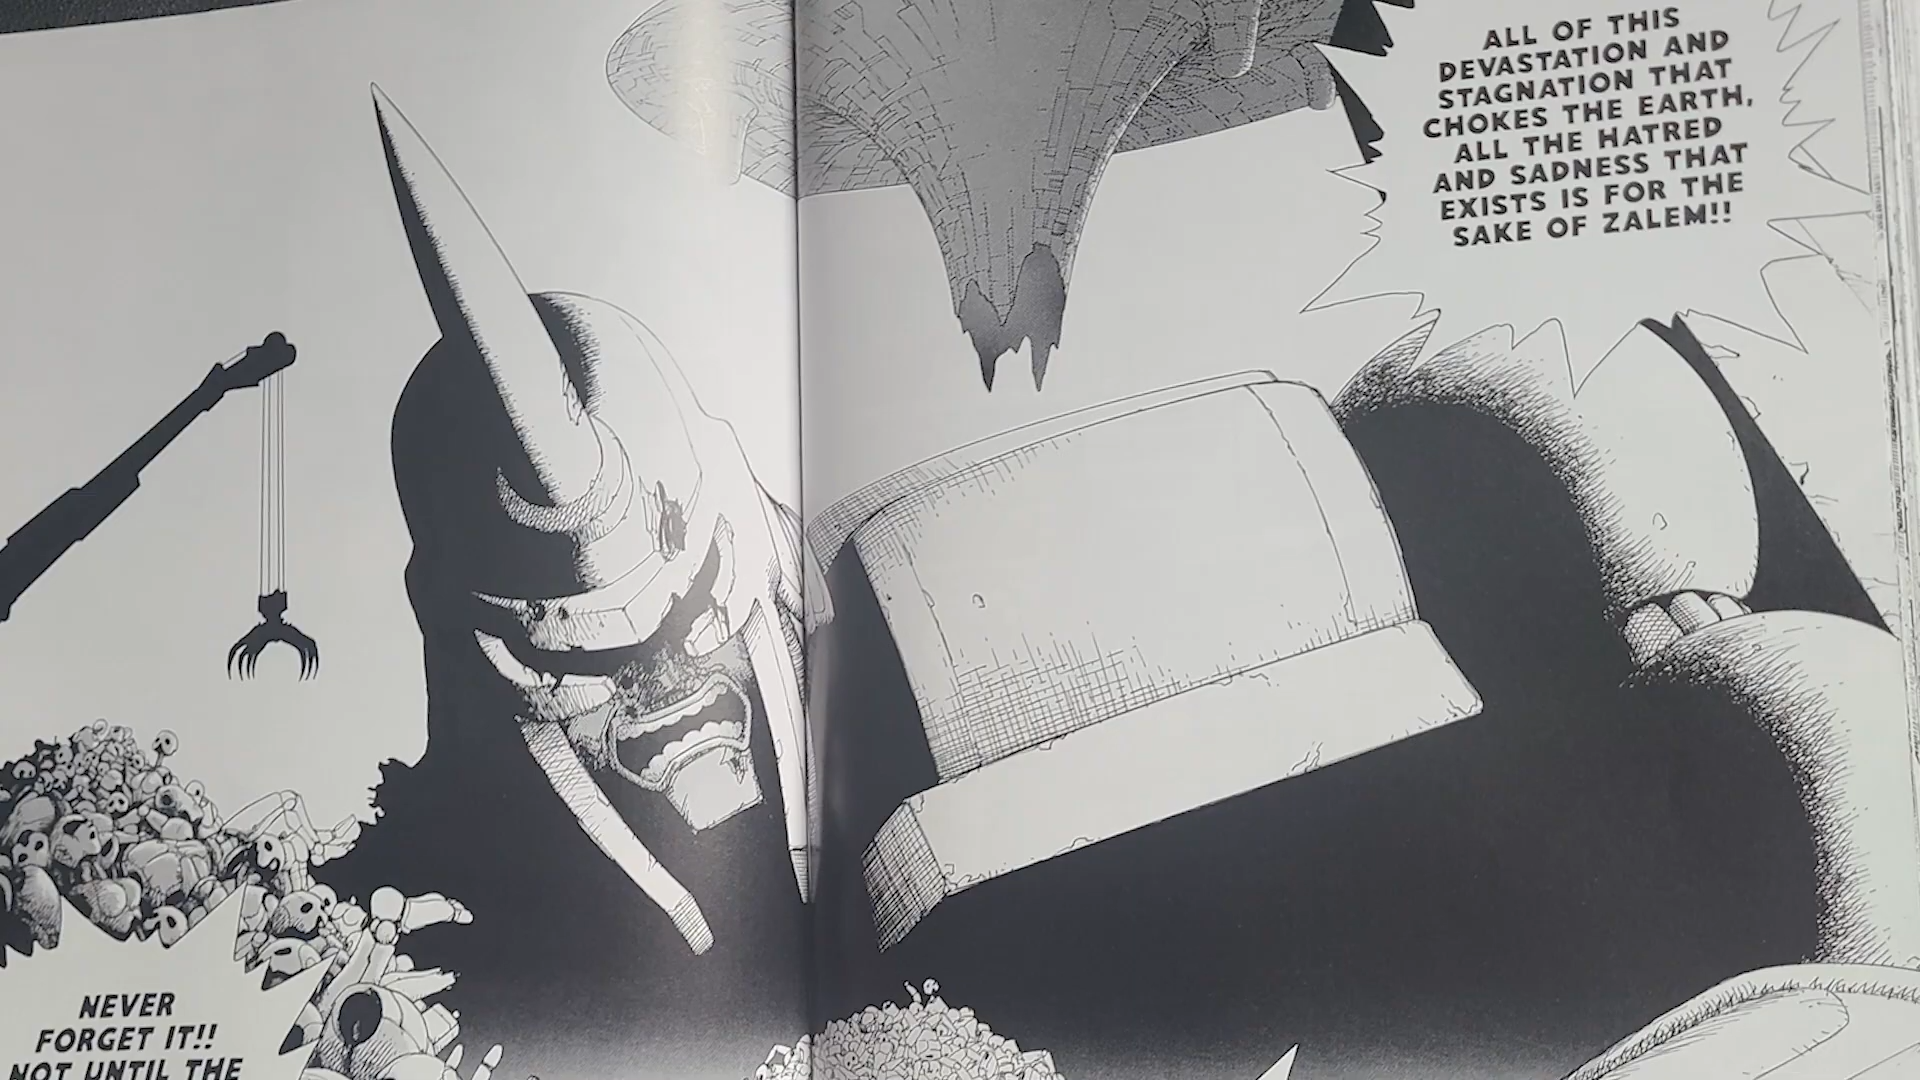 ALL OF THIS
DEVASTATION AND
STAGNATION THAT
CHOKES THE EARTH,
ALL THE HATRED
AND SADNESS THAT
EXISTS IS FOR THE
SAKE OF ZALEM!!
NEVER
FORGET IT!!
NOT UNTIL THE